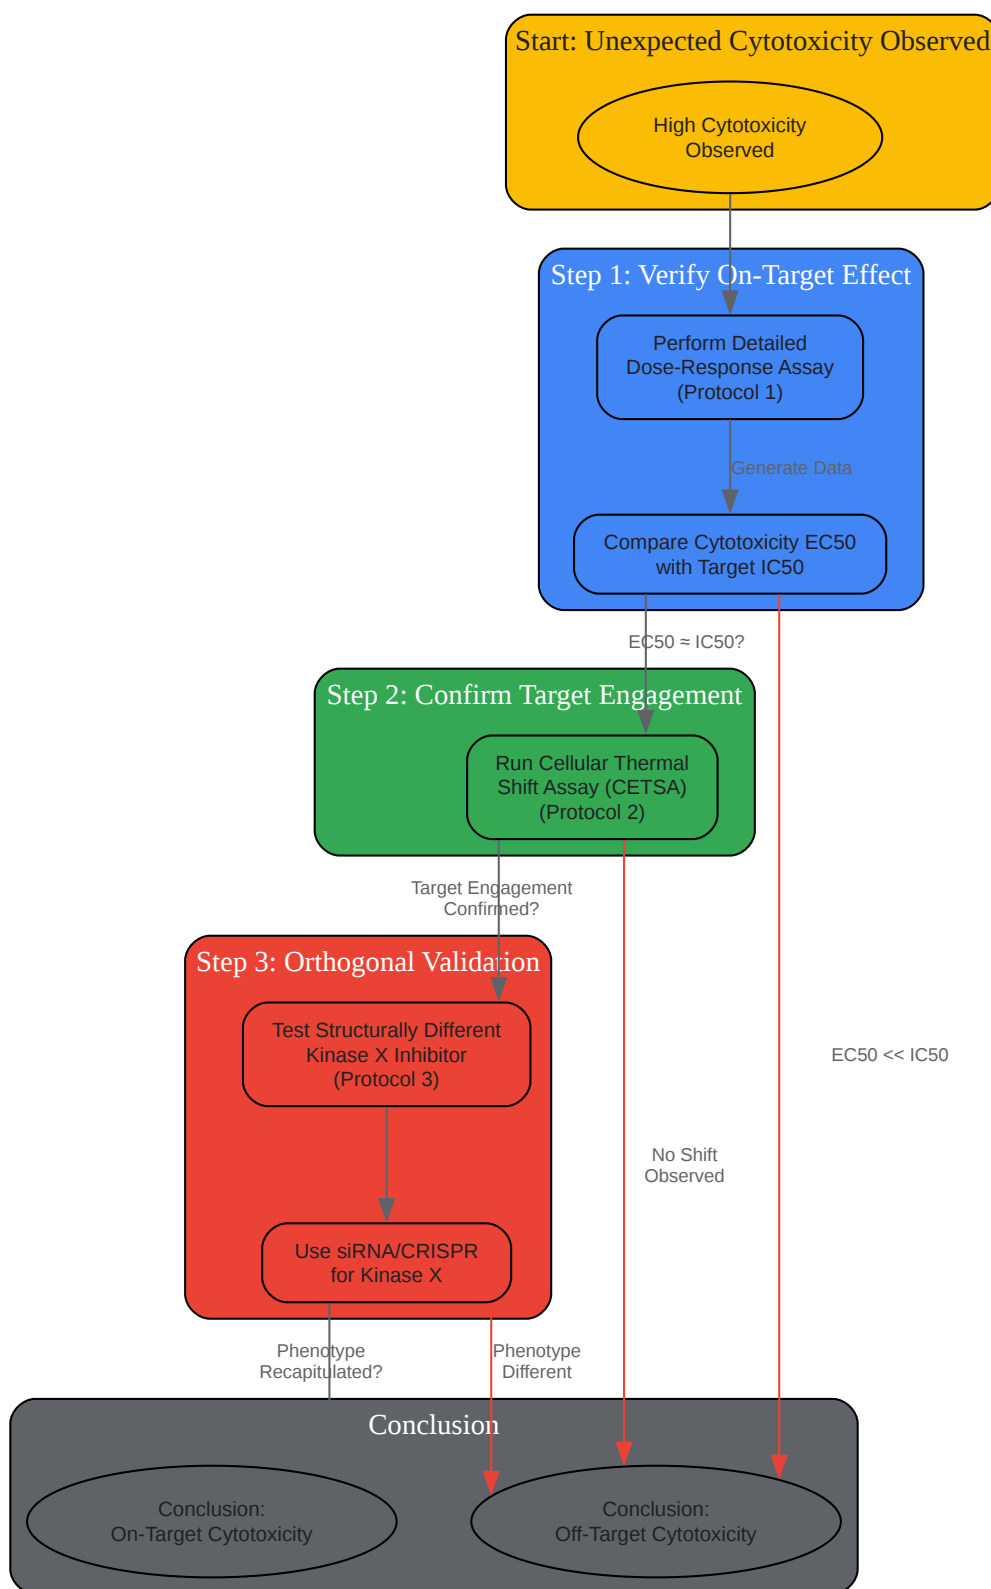 Start: Unexpected Cytotoxicity Observed
High Cytotoxicity
Observed
Step 1: Verify On-Target Effect
Perform Detailed
Dose-Response Assay
(Protocol 1)
Generate Data
Compare Cytotoxicity EC50
with Target IC50
EC50 ≈ IC50?
Step 2: Confirm Target Engagement
Run Cellular Thermal
Shift Assay (CETSA)
(Protocol 2)
Target Engagement
Confirmed?
Step 3: Orthogonal Validation
Test Structurally Different
Kinase X Inhibitor
(Protocol 3)
EC50 << IC50
No Shift
Observed
Use siRNA/CRISPR
for Kinase X
Phenotype
Recapitulated?
Phenotype
Different
Conclusion
Conclusion:
On-Target Cytotoxicity
Conclusion:
Off-Target Cytotoxicity